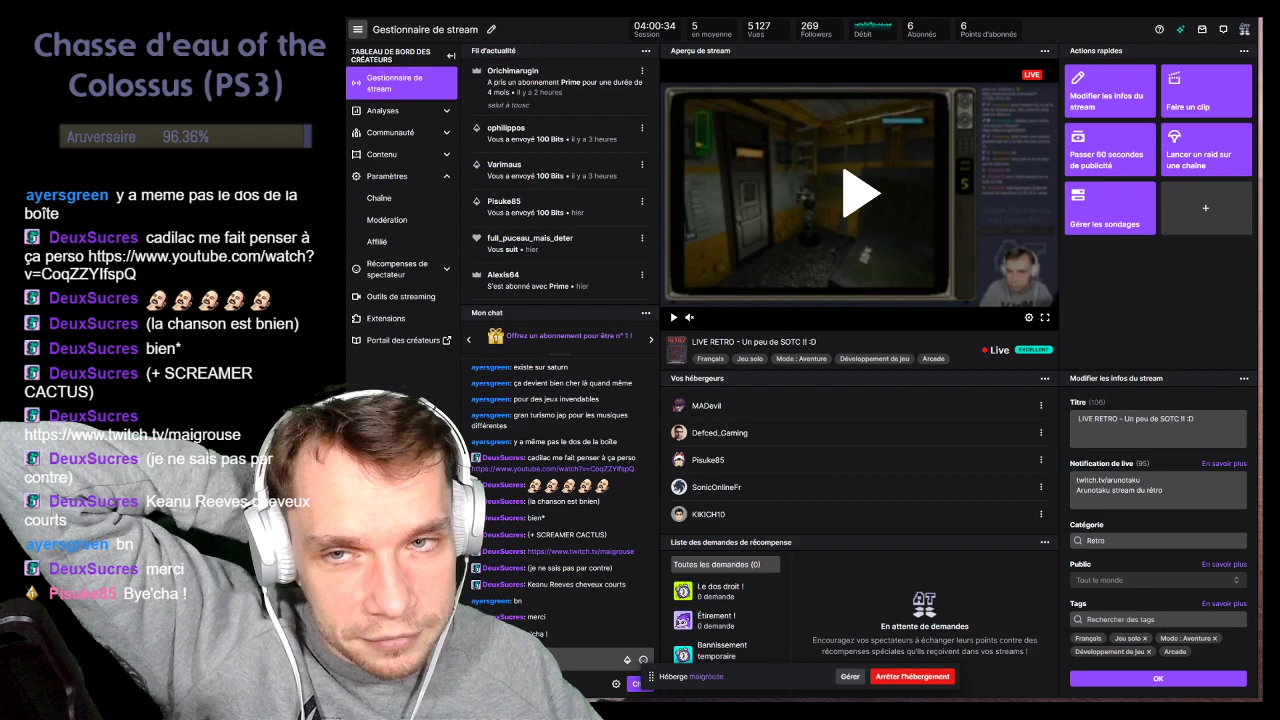 Chasse d'eau of the
Colossus (PS3)
Aruversaire 96.36%
ayersgreen y a meme pas le dos de la
boîte
DeuxSucres cadilac me fait penser à
ça perso https://www.youtube.com/watch?
v=CoqZZYIfspQ
DeuxSucres
DeuxSucres (la chanson est bnien)
DeuxSucres bien*
DeuxSucres (+ SCREAMER
CACTUS)
DeuxSucres
https://www.twitch.tv/maigrouse
DeuxSucres (je ne sais pas par
contre)
DeuxSucres Keanu Reeves cheveux
courts
ayersgreen bn
DeuxSucres merci
Pisuke85 Bye'cha !
Gestionnaire de stream
04:00:34
Session
5
en moyenne
5 127
Vues
269
Followers
Débit
6
Abonnés
6
Points d'abonnés
TABLEAU DE BORD DES
CRÉATEURS
Gestionnaire de
stream
Analyses
Communauté
Contenu
Paramètres
Chaîne
Modération
Affilié
Récompenses de
spectateur
Outils de streaming
Extensions
Portail des créateurs
Fil d'actualité
Orichimarugin
A pris un abonnement Prime pour une durée de
4 mois • il y a 2 heures
salut à tousc
ophilippos
Vous a envoyé 100 Bits • il y a 3 heures
Varimaus
Vous a envoyé 100 Bits • il y a 3 heures
Pisuke85
Vous a envoyé 100 Bits • hier
full_puceau_mais_deter
Vous suit • hier
Alexis64
S'est abonné avec Prime • hier
Mon chat
Offrez un abonnement pour être n° 1 !
ayersgreen: existe sur saturn
ayersgreen: ça devient bien cher là quand même
ayersgreen: pour des jeux invendables
ayersgreen: gran turismo jap pour les musiques
différentes
ayersgreen: y a même pas le dos de la boîte
DeuxSucres: cadilac me fait penser à ça perso
https://www.youtube.com/watch?v=CoqZZYIfspQ
DeuxSucres:
DeuxSucres: (la chanson est bnien)
DeuxSucres: bien*
DeuxSucres: (+ SCREAMER CACTUS)
DeuxSucres: https://www.twitch.tv/maigrouse
DeuxSucres: (je ne sais pas par contre)
DeuxSucres: Keanu Reeves cheveux courts
ayersgreen: bn
DeuxSucres: merci
Aperçu de stream
LIVE
LIVE RETRO - Un peu de SOTC !! :D
Français
Jeu solo
Mode : Aventure
Développement de jeu
Arcade
Live
EXCELLENT
Vos hébergeurs
MADevil
Defced_Gaming
Pisuke85
SonicOnlineFr
KIKICH10
Liste des demandes de récompense
Toutes les demandes (0)
Le dos droit !
0 demande
Étirement !
0 demande
Bannissement
temporaire
En attente de demandes
Encouragez vos spectateurs à échanger leurs points contre des
récompenses spéciales qu'ils reçoivent dans vos streams !
Héberge maigrouse
Gérer
Arrêter l'hébergement
Actions rapides
Modifier les infos du
stream
Faire un clip
Passer 60 secondes
de publicité
Lancer un raid sur
une chaîne
Gérer les sondages
Modifier les infos du stream
Titre (106)
LIVE RETRO - Un peu de SOTC !! :D
Notification de live (95)
En savoir plus
twitch.tv/arunotaku
Arunotaku stream du rétro
Catégorie
Retro
Public
En savoir plus
Tout le monde
Tags
En savoir plus
Rechercher des tags
Français
Jeu solo
Mode : Aventure
Développement de jeu
Arcade
OK